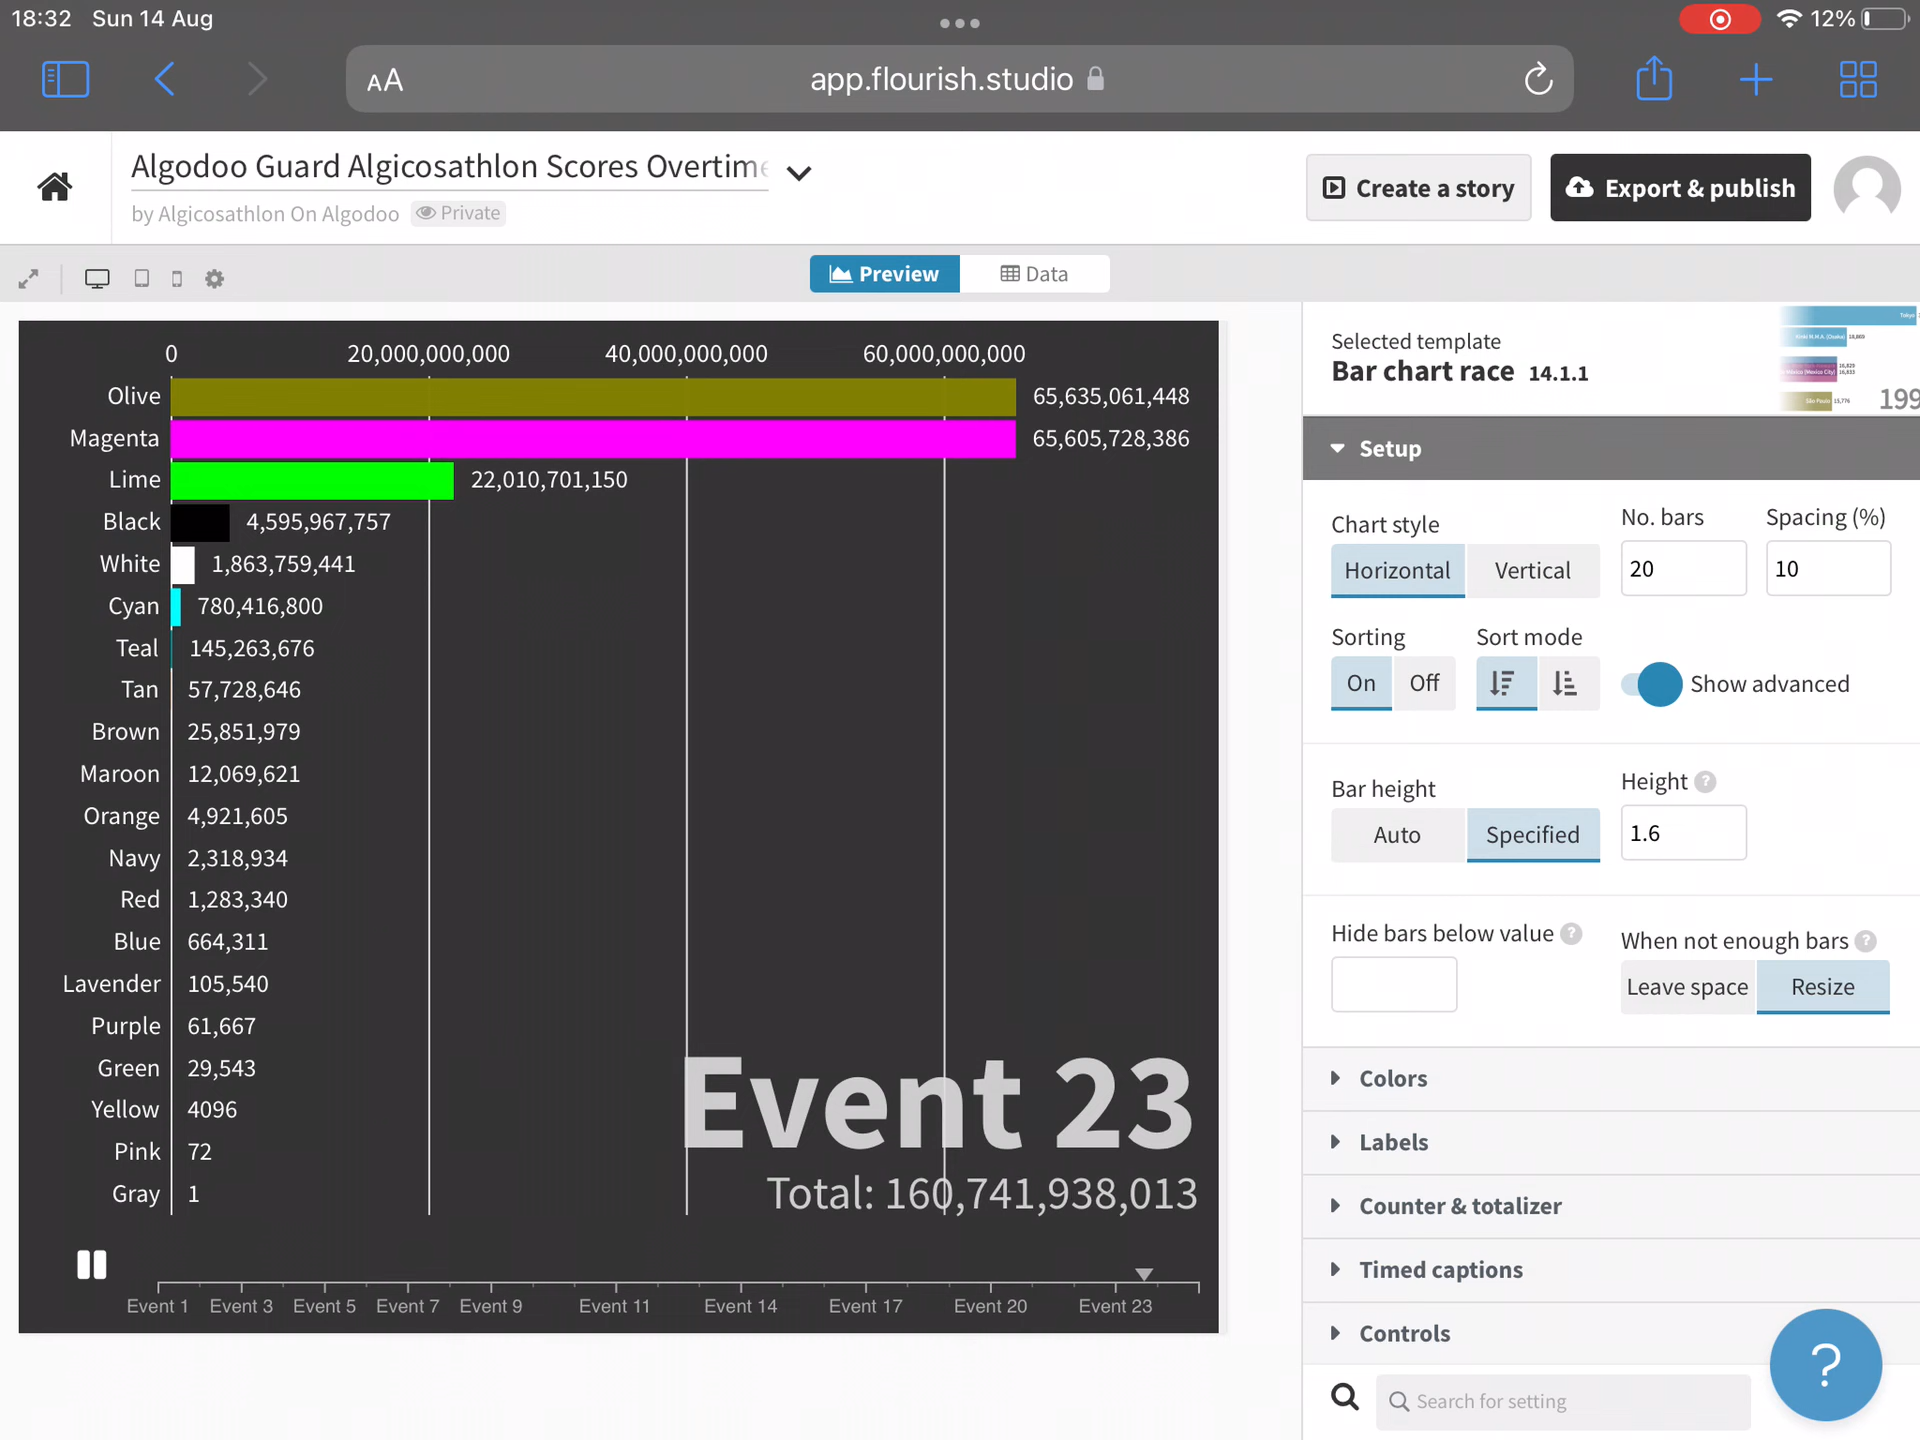 18:32 Sun 14 Aug
12%
AA
app.flourish.studio
Algodoo Guard Algicosathlon Scores Overtime
by Algicosathlon On Algodoo Private
Create a story
Export & publish
Preview
Data
0 20,000,000,000 40,000,000,000 60,000,000,000
Olive 65,635,061,448
Magenta 65,605,728,386
Lime 22,010,701,150
Black 4,595,967,757
White 1,863,759,441
Cyan 780,416,800
Teal 145,263,676
Tan 57,728,646
Brown 25,851,979
Maroon 12,069,621
Orange 4,921,605
Navy 2,318,934
Red 1,283,340
Blue 664,311
Lavender 105,540
Purple 61,667
Green 29,543
Yellow 4096
Pink 72
Gray 1
Event 23
Total: 160,741,938,013
Event 1 Event 3 Event 5 Event 7 Event 9 Event 11 Event 14 Event 17 Event 20 Event 23
Selected template
Bar chart race 14.1.1
Tokyo
199
Setup
Chart style
No. bars
Spacing (%)
Horizontal Vertical
20
10
Sorting
Sort mode
On Off
Show advanced
Bar height
Height ?
Auto Specified
1.6
Hide bars below value ?
When not enough bars ?
Leave space Resize
Colors
Labels
Counter & totalizer
Timed captions
Controls
Search for setting
?